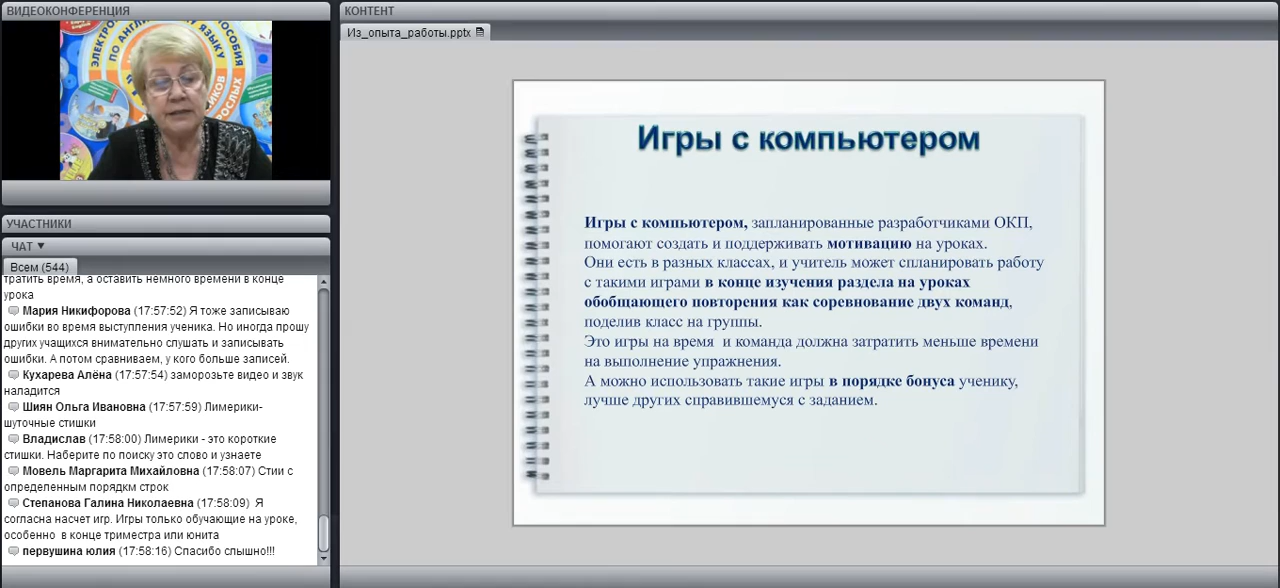 ВИДЕОКОНФЕРЕНЦИЯ
ЭЛЕКТРОН
ПОСОБИЯ
ПО АНГЛИ
ЯЗЫКУ
НИКОВ
РОСЛЫХ
УЧАСТНИКИ
ЧАТ
Всем (544)
тратить время, а оставить немного времени в конце
урока
Мария Никифорова (17:57:52) Я тоже записываю
ошибки во время выступления ученика. Но иногда прошу
других учащихся внимательно слушать и записывать
ошибки. А потом сравниваем, у кого больше записей.
Кухарева Алёна (17:57:54) заморозьте видео и звук
наладится
Шиян Ольга Ивановна (17:57:59) Лимерики-
шуточные стишки
Владислав (17:58:00) Лимерики - это короткие
стишки. Наберите по поиску это слово и узнаете
Мовель Маргарита Михайловна (17:58:07) Стии с
определенным порядкм строк
Степанова Галина Николаевна (17:58:09) Я
согласна насчет игр. Игры только обучающие на уроке,
особенно в конце триместра или юнита
первушина юлия (17:58:16) Спасибо слышно!!!
КОНТЕНТ
Из_опыта_работы.pptx
Игры с компьютером
Игры с компьютером, запланированные разработчиками ОКП,
помогают создать и поддерживать мотивацию на уроках.
Они есть в разных классах, и учитель может спланировать работу
с такими играми в конце изучения раздела на уроках
обобщающего повторения как соревнование двух команд,
поделив класс на группы.
Это игры на время и команда должна затратить меньше времени
на выполнение упражнения.
А можно использовать такие игры в порядке бонуса ученику,
лучше других справившемуся с заданием.